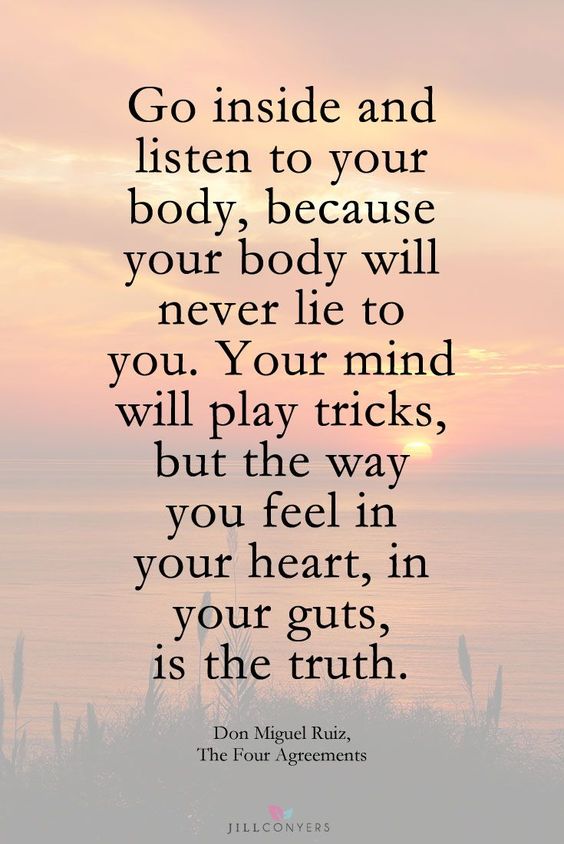 Go inside and
listen to your
body, because
your body will
never lie to
you. Your mind
will play tricks,
but the way
you feel in
your heart, in
your guts,
is the truth.
Don Miguel Ruiz,
The Four Agreements
JILLCONYERS